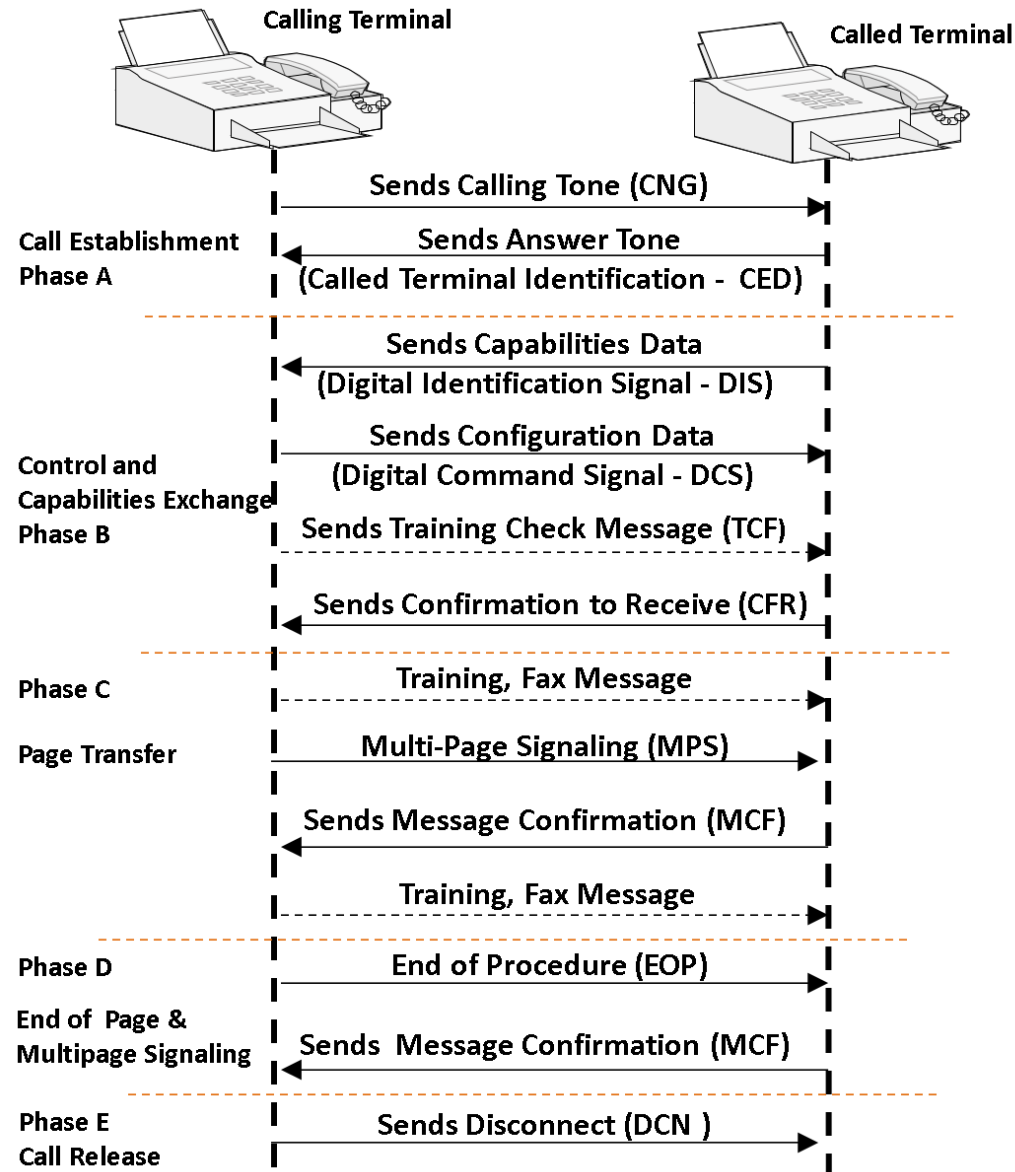 Calling Terminal
Called Terminal
Sends Calling Tone (CNG)
Call Establishment
Phase A
Sends Answer Tone
(Called Terminal Identification - CED)
Sends Capabilities Data
(Digital Identification Signal - DIS)
Control and
Capabilities Exchange
Phase B
Sends Configuration Data
(Digital Command Signal - DCS)
Sends Training Check Message (TCF)
Sends Confirmation to Receive (CFR)
Phase C
Training, Fax Message
Page Transfer
Multi-Page Signaling (MPS)
Sends Message Confirmation (MCF)
Training, Fax Message
Phase D
End of Procedure (EOP)
End of Page &
Multipage Signaling
Sends Message Confirmation (MCF)
Phase E
Call Release
Sends Disconnect (DCN )